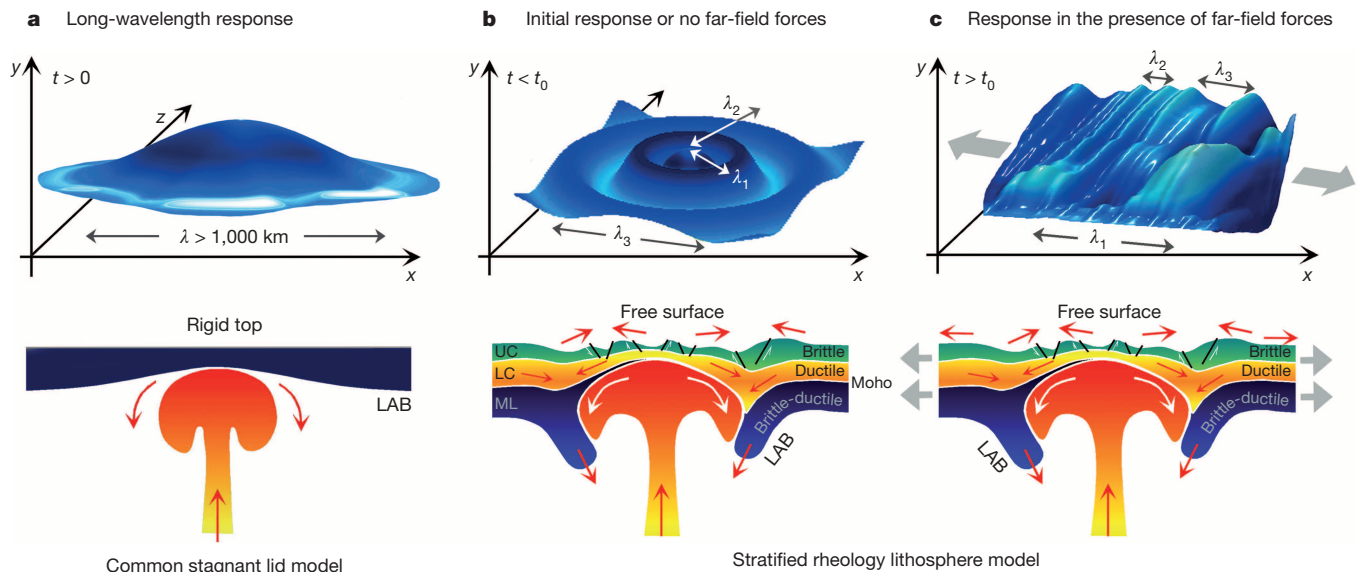 a Long-wavelength response
y
t > 0
z
λ > 1,000 km
x
Rigid top
LAB
Common stagnant lid model
b Initial response or no far-field forces
y
t < t0
λ2
λ1
λ3
x
Free surface
UC
LC
ML
Brittle
Ductile
Moho
Brittle-ductile
LAB
c Response in the presence of far-field forces
y
t > t0
λ2
λ3
λ1
x
Free surface
Brittle
Ductile
Brittle-ductile
LAB
Stratified rheology lithosphere model